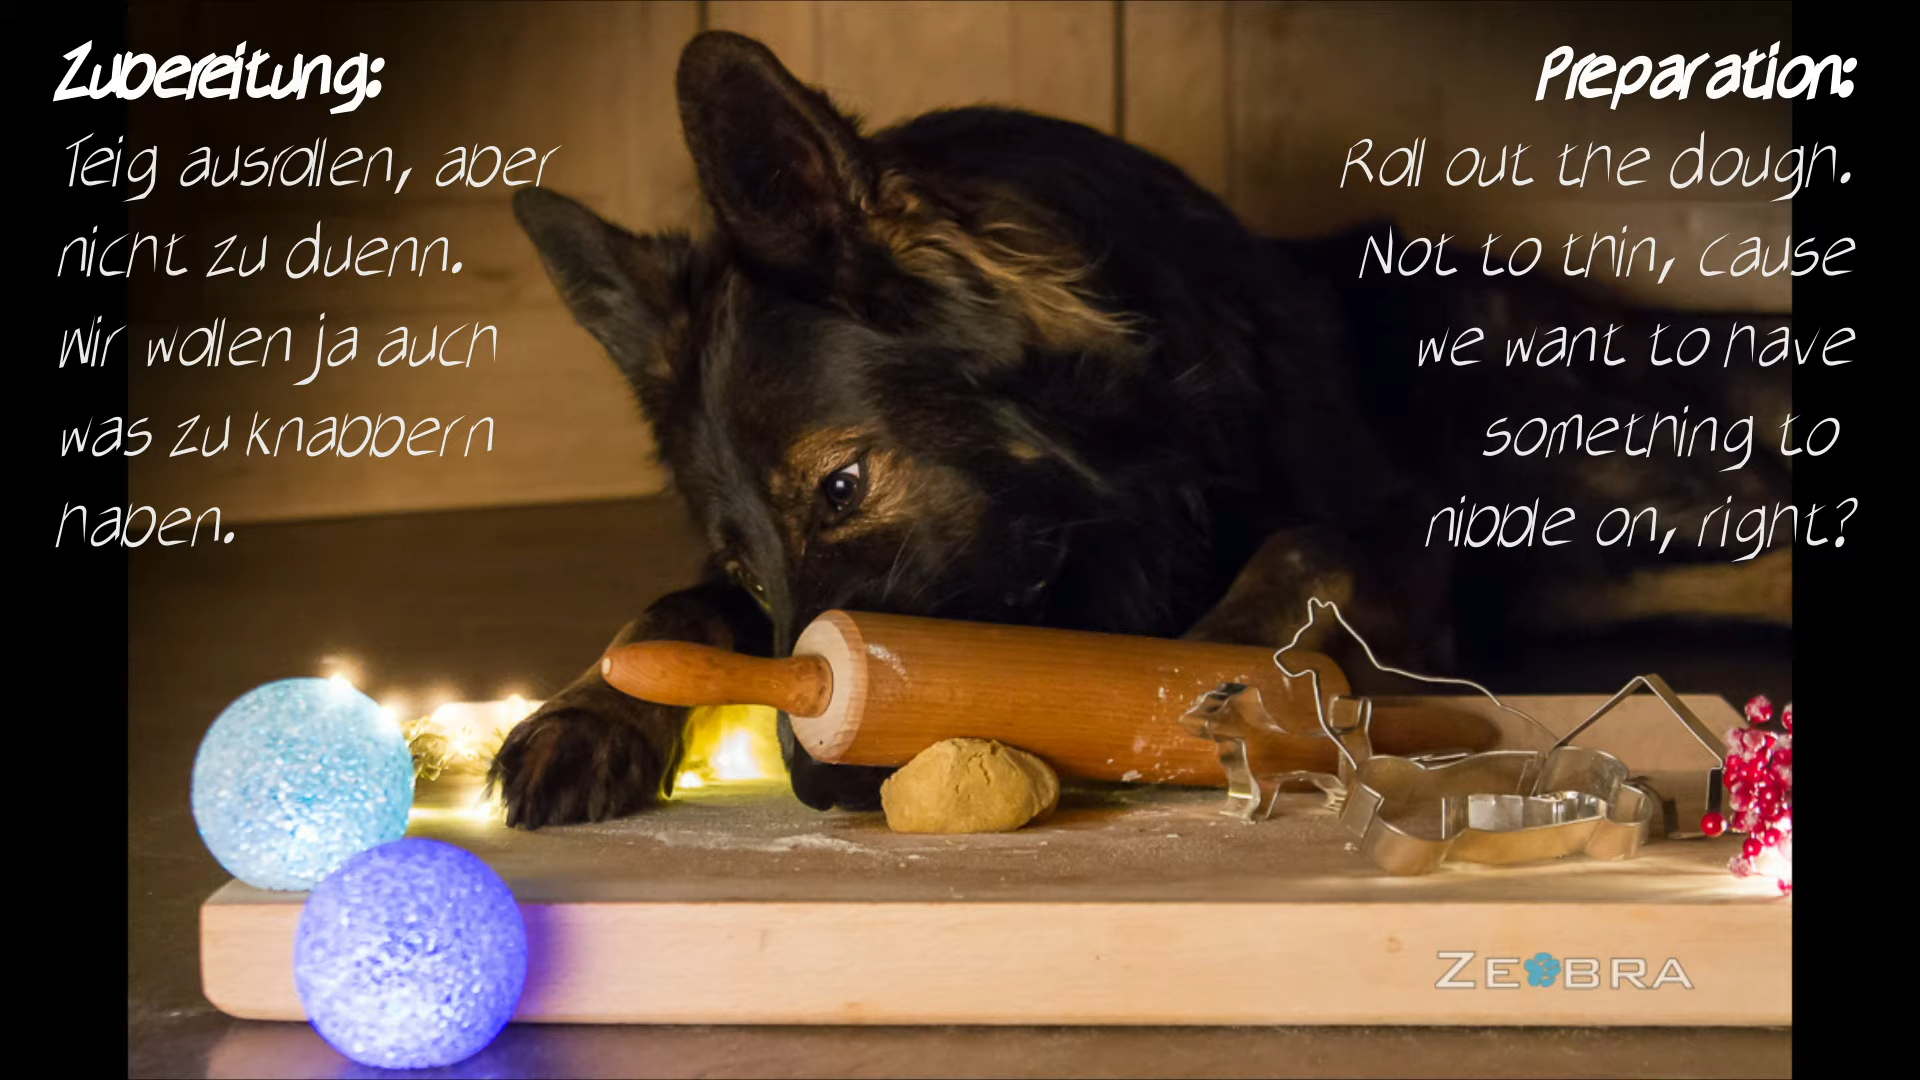 Zubereitung:
Teig ausrollen, aber
nicht zu duenn.
Wir wollen ja auch
was zu knabbern
haben.
Preparation:
Roll out the dough.
Not to thin, cause
we want to have
something to
nibble on, right?
ZEBRA